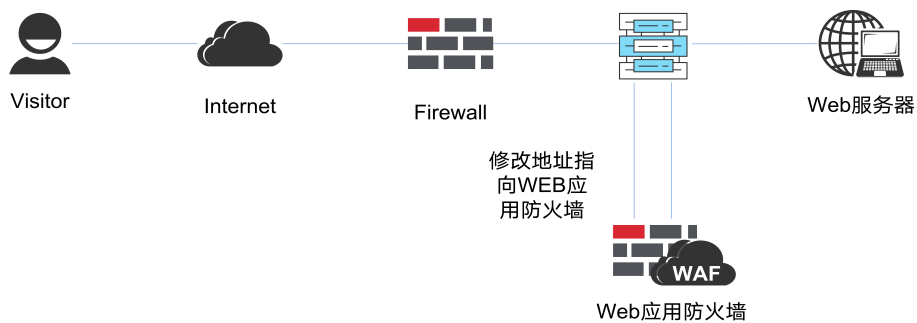 Visitor
Internet
Firewall
Web服务器
修改地址指
向WEB应
用防火墙
WAF
Web应用防火墙